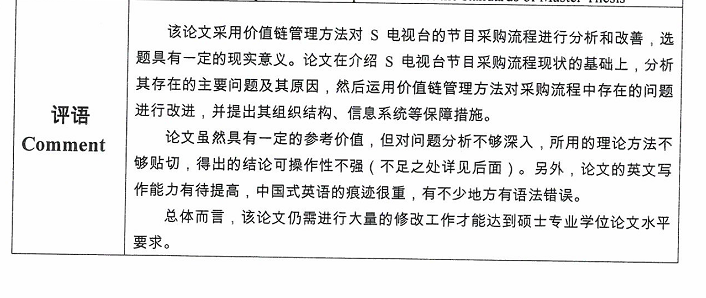 该论文采用价值链管理方法对 S 电视台的节目采购流程进行分析和改善，选
题具有一定的现实意义。论文在介绍 S 电视台节目采购流程现状的基础上，分析
其存在的主要问题及其原因，然后运用价值链管理方法对采购流程中存在的问题
进行改进，并提出其组织结构、信息系统等保障措施。
评语
Comment
论文虽然具有一定的参考价值，但对问题分析不够深入，所用的理论方法不
够贴切，得出的结论可操作性不强（不足之处详见后面）。另外，论文的英文写
作能力有待提高，中国式英语的痕迹很重，有不少地方有语法错误。
总体而言，该论文仍需进行大量的修改工作才能达到硕士专业学位论文水平
要求。